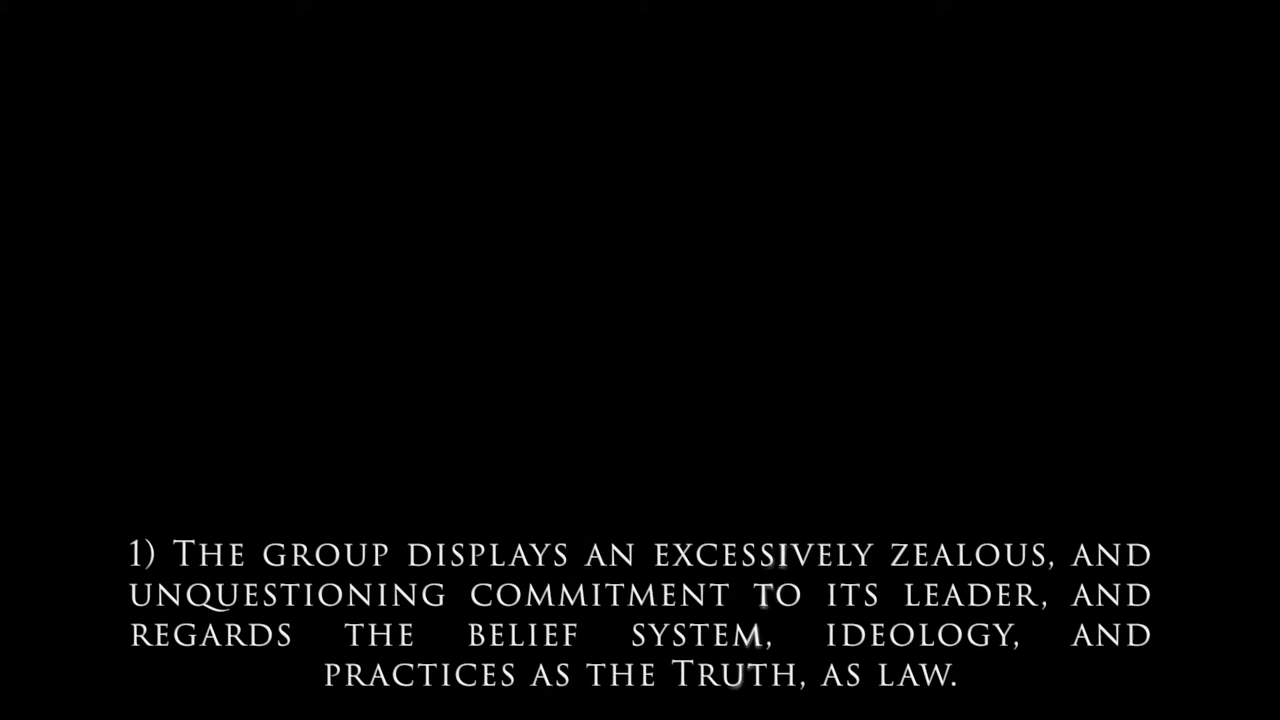 1) The group displays an excessively zealous, and
unquestioning commitment to its leader, and
regards the belief system, ideology, and
practices as the Truth, as law.